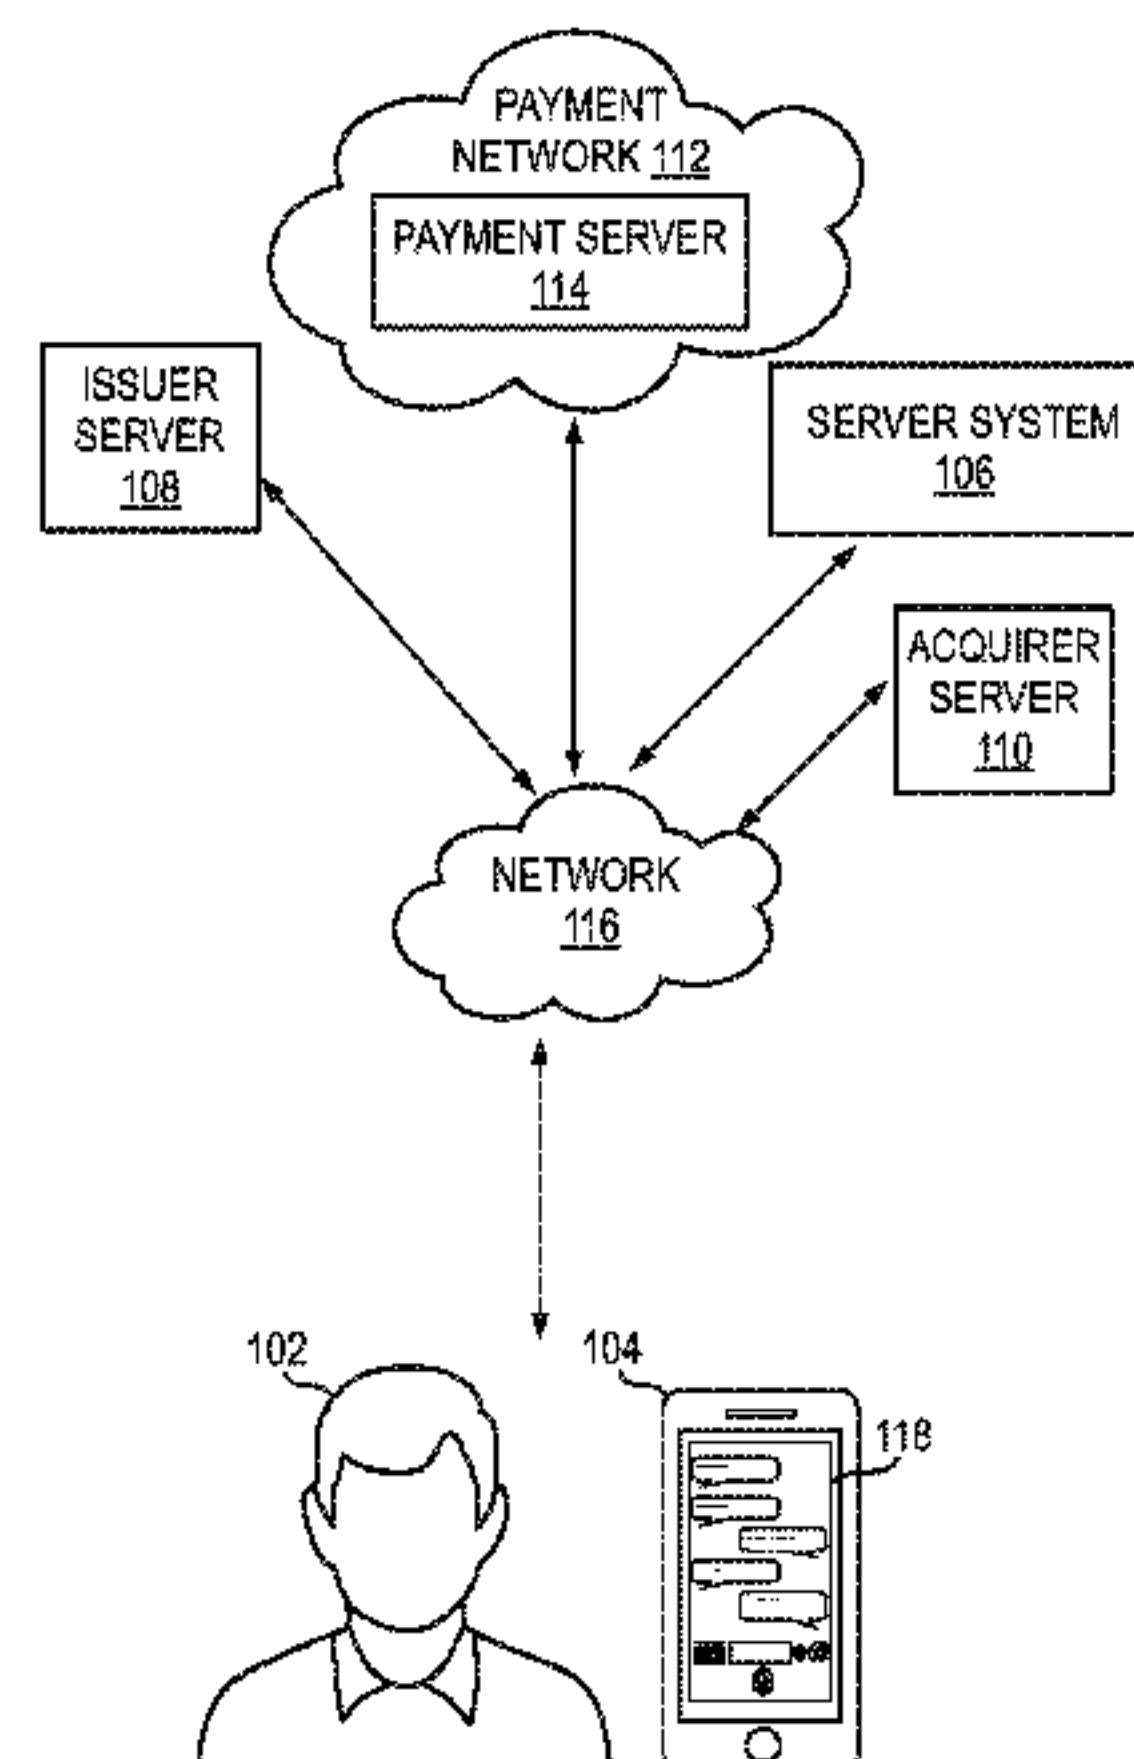 PAYMENT
NETWORK 112
PAYMENT SERVER
114
ISSUER
SERVER
108
SERVER SYSTEM
106
ACQUIRER
SERVER
110
NETWORK
116
102
104
118